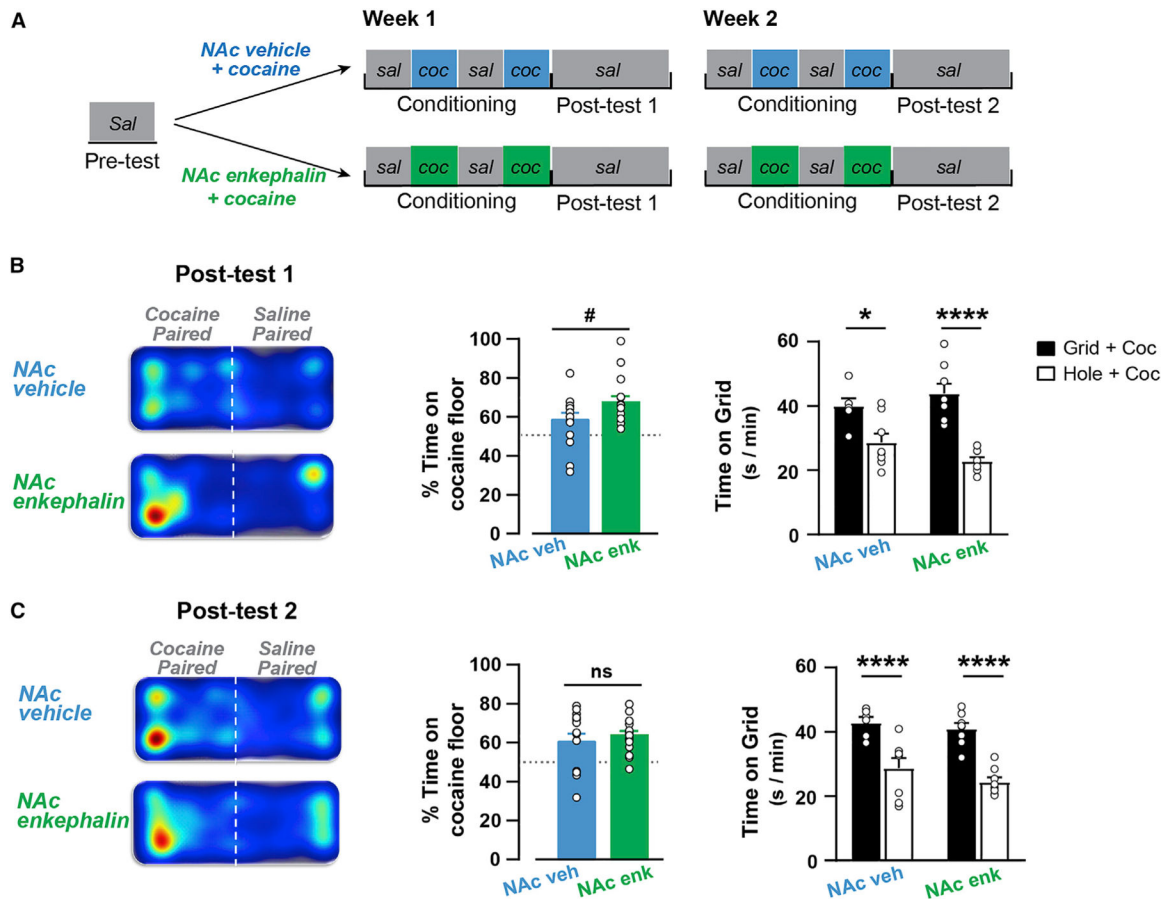 A
Week 1
Week 2
NAc vehicle
+ cocaine
sal coc sal coc sal
sal coc sal coc sal
Conditioning Post-test 1
Conditioning Post-test 2
Sal
Pre-test
NAc enkephalin
+ cocaine
sal coc sal coc sal
sal coc sal coc sal
Conditioning Post-test 1
Conditioning Post-test 2
B
Post-test 1
Cocaine
Paired
Saline
Paired
NAc
vehicle
NAc
enkephalin
% Time on
cocaine floor
100
80
60
40
20
0
#
NAc veh
NAc enk
Time on Grid
(s / min)
60
40
20
0
*
****
NAc veh
NAc enk
Grid + Coc
Hole + Coc
C
Post-test 2
Cocaine
Paired
Saline
Paired
NAc
vehicle
NAc
enkephalin
% Time on
cocaine floor
100
80
60
40
20
0
ns
NAc veh
NAc enk
Time on Grid
(s / min)
60
40
20
0
****
****
NAc veh
NAc enk